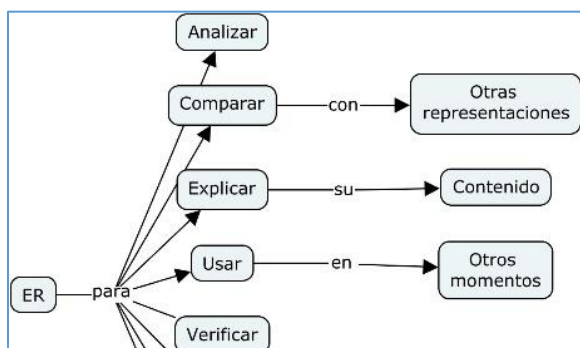 Analizar
Comparar
con
Otras
representaciones
Explicar
su
Contenido
Usar
en
Otros
momentos
ER
para
Verificar